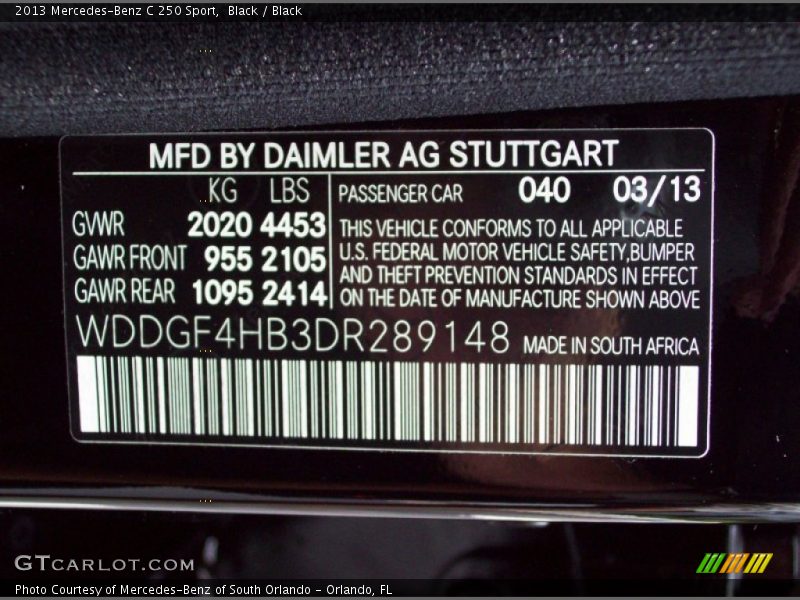 2013 Mercedes-Benz C 250 Sport, Black / Black
MFD BY DAIMLER AG STUTTGART
KG LBS
GVWR 2020 4453
GAWR FRONT 955 2105
GAWR REAR 1095 2414
PASSENGER CAR 040 03/13
THIS VEHICLE CONFORMS TO ALL APPLICABLE
U.S. FEDERAL MOTOR VEHICLE SAFETY,BUMPER
AND THEFT PREVENTION STANDARDS IN EFFECT
ON THE DATE OF MANUFACTURE SHOWN ABOVE
WDDGF4HB3DR289148 MADE IN SOUTH AFRICA
GTCARLOT.COM
Photo Courtesy of Mercedes-Benz of South Orlando - Orlando, FL